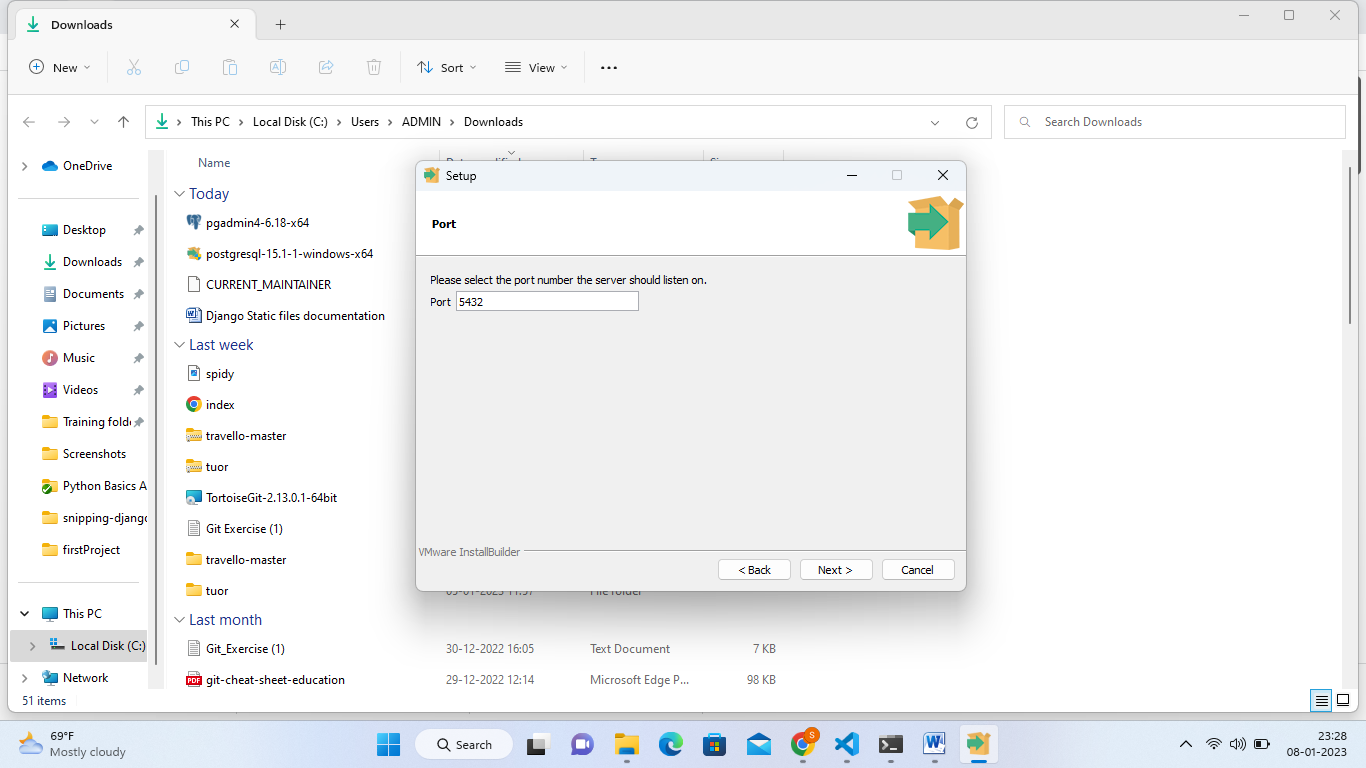 Downloads
New
Sort
View
This PC > Local Disk (C:) > Users > ADMIN > Downloads
Search Downloads
OneDrive
Desktop
Downloads
Documents
Pictures
Music
Videos
Training folde
Screenshots
Python Basics A
snipping-django
firstProject
This PC
Local Disk (C:)
Network
Name
Today
pgadmin4-6.18-x64
postgresql-15.1-1-windows-x64
CURRENT_MAINTAINER
Django Static files documentation
Last week
spidy
index
travello-master
tuor
TortoiseGit-2.13.0.1-64bit
Git Exercise (1)
travello-master
tuor
Last month
Git_Exercise (1) 30-12-2022 16:05 Text Document 7 KB
git-cheat-sheet-education 29-12-2022 12:14 Microsoft Edge P... 98 KB
Setup
Port
Please select the port number the server should listen on.
Port 5432
VMware InstallBuilder
< Back Next > Cancel
51 items
69°F
Mostly cloudy
Search
S
PDF
23:28
08-01-2023